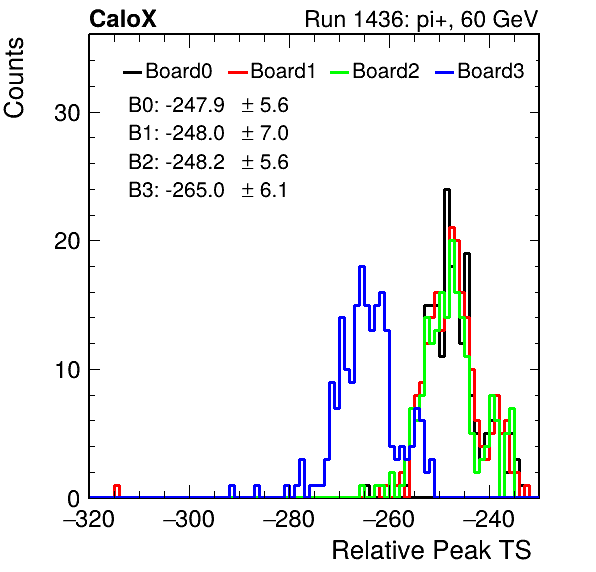 CaloX Run 1436: pi+, 60 GeV
Counts
Board0 Board1 Board2 Board3
B0: -247.9 ± 5.6
B1: -248.0 ± 7.0
B2: -248.2 ± 5.6
B3: -265.0 ± 6.1
30
20
10
0
−320 −300 −280 −260 −240
Relative Peak TS